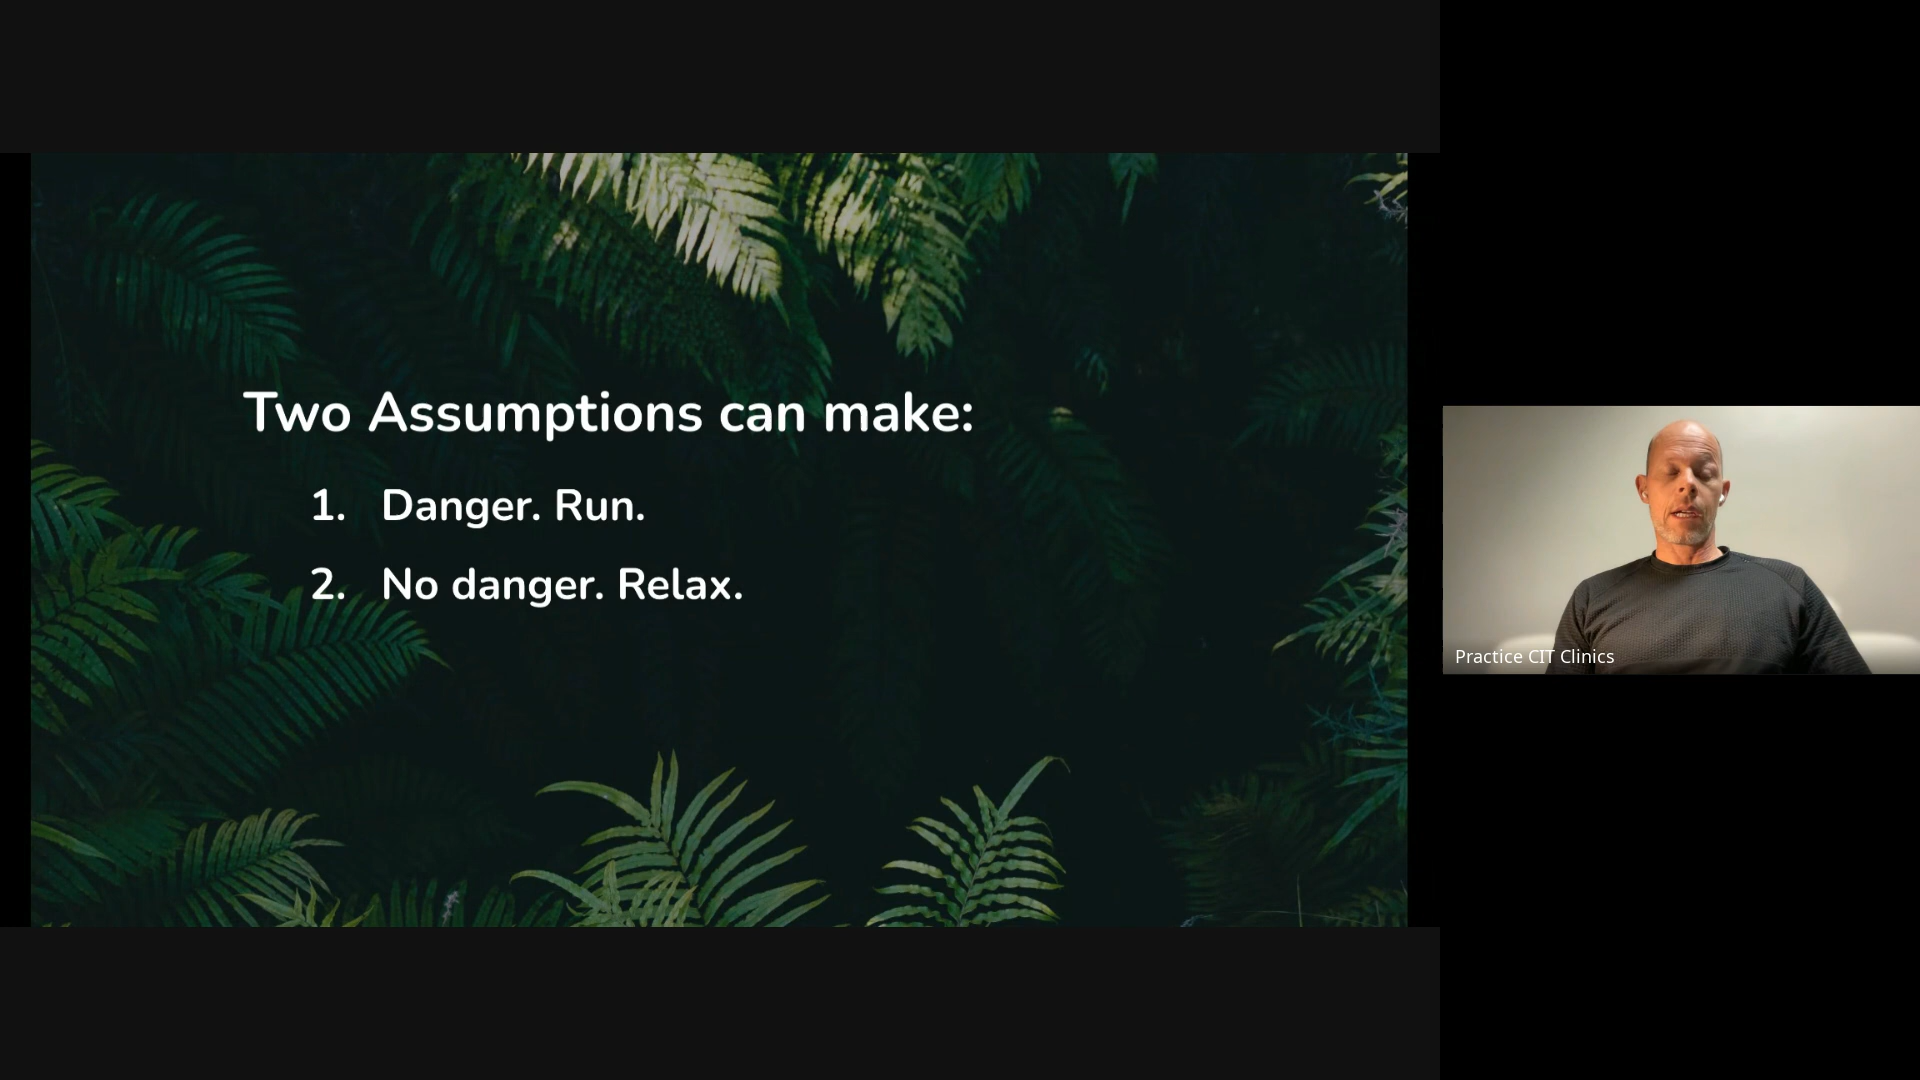 Two Assumptions can make:
1. Danger. Run.
2. No danger. Relax.
Practice CIT Clinics